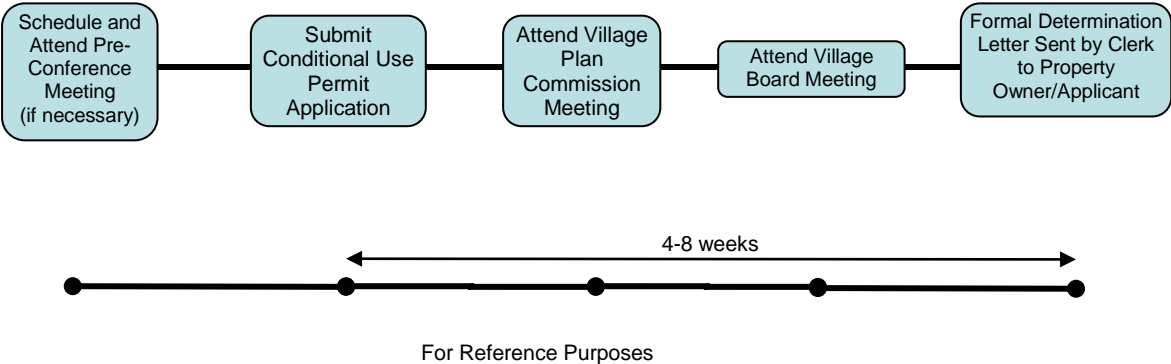 Schedule and
Attend Pre-
Conference
Meeting
(if necessary)
Submit
Conditional Use
Permit
Application
Attend Village
Plan
Commission
Meeting
Attend Village
Board Meeting
Formal Determination
Letter Sent by Clerk
to Property
Owner/Applicant
4-8 weeks
For Reference Purposes